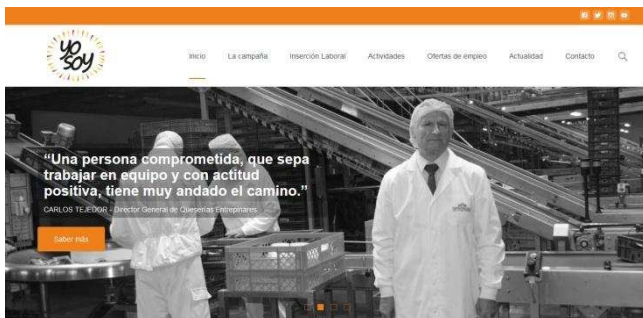 yo
soy
Inicio
La campaña
Inserción Laboral
Actividades
Ofertas de empleo
Actualidad
Contacto
“Una persona comprometida, que sepa
trabajar en equipo y con actitud
positiva, tiene muy andado el camino.”
CARLOS TEJEDOR - Director General de Queserías Entrepinares
Saber más